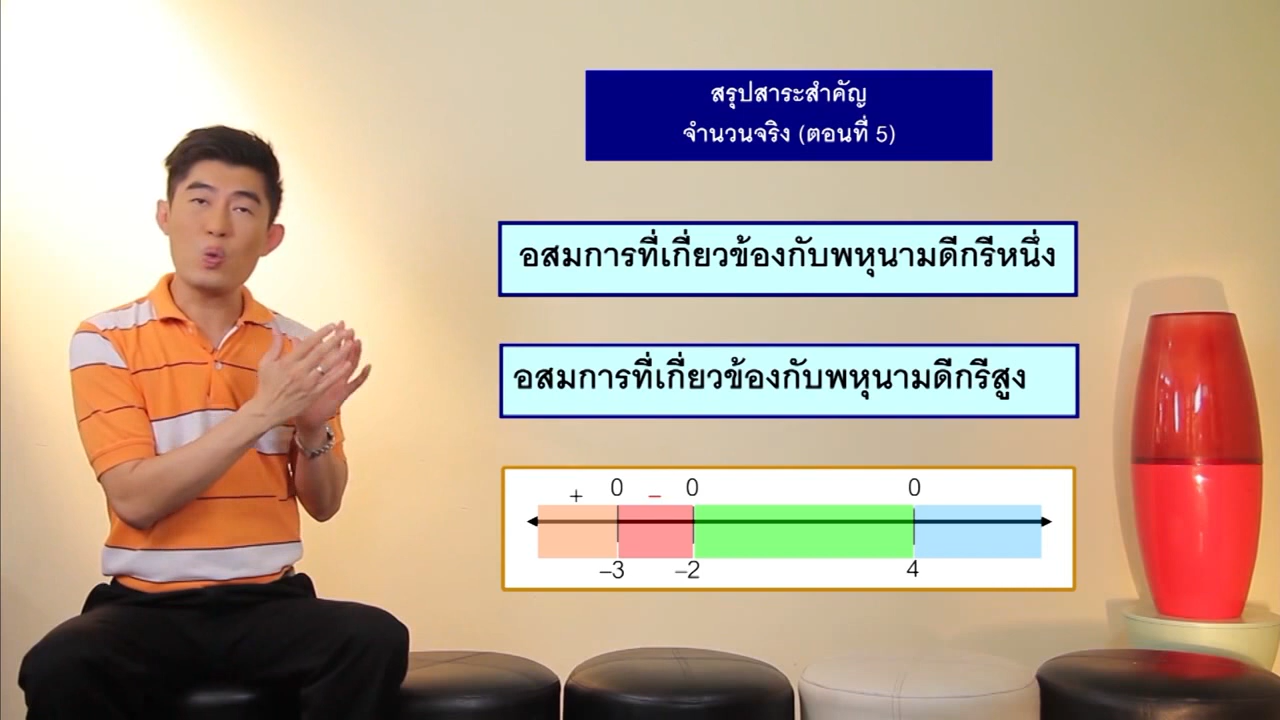 สรุปสาระสำคัญ
จำนวนจริง (ตอนที่ 5)
อสมการที่เกี่ยวข้องกับพหุนามดีกรีหนึ่ง
อสมการที่เกี่ยวข้องกับพหุนามดีกรีสูง
+ 0 – 0 0
–3 –2 4